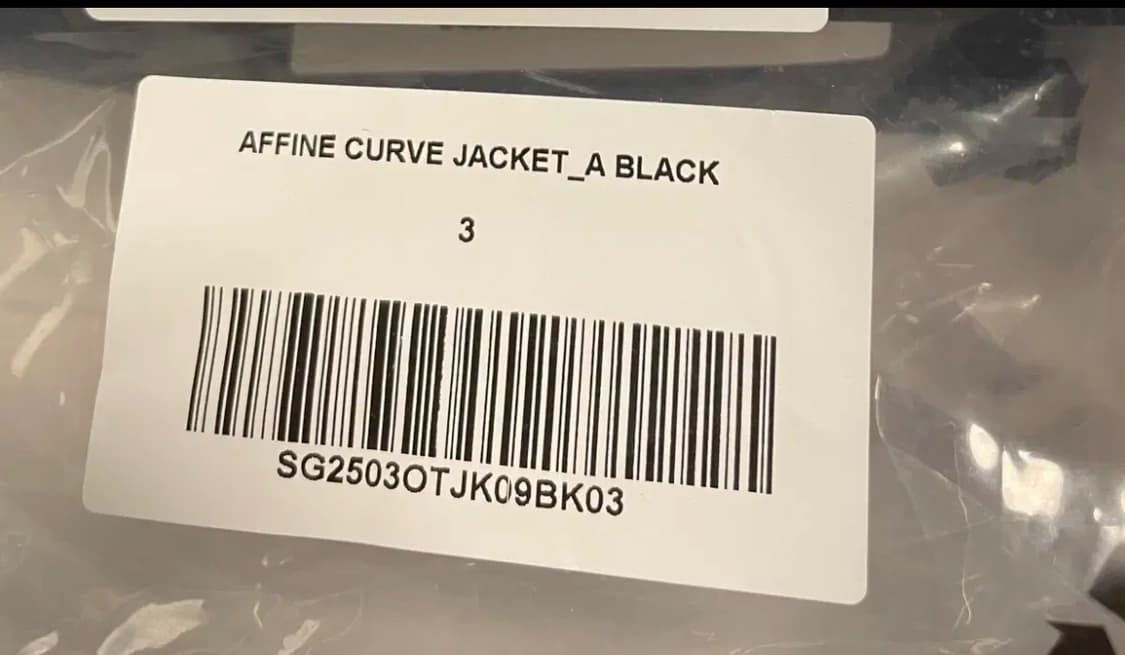 AFFINE CURVE JACKET_A BLACK
3
SG2503OTJK09BK03